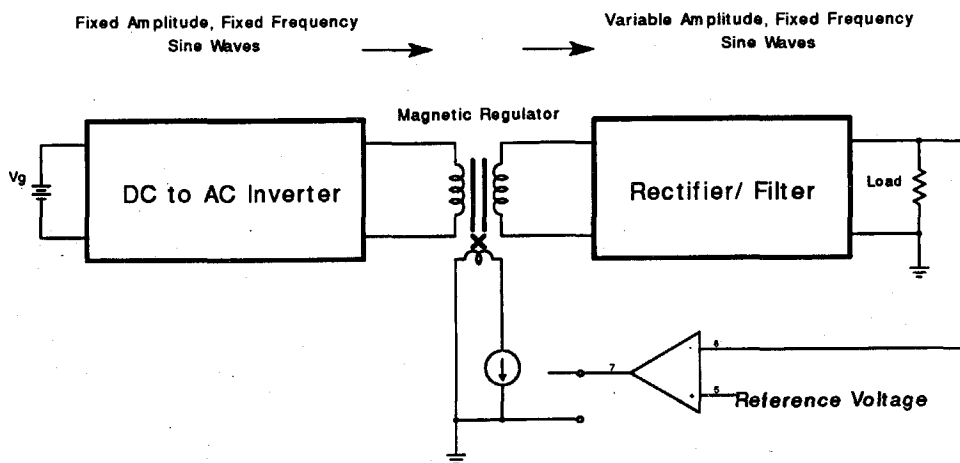 Fixed Amplitude, Fixed Frequency
Sine Waves
Variable Amplitude, Fixed Frequency
Sine Waves
Magnetic Regulator
Vg
DC to AC Inverter
Rectifier/ Filter
Load
- 6
7
+ 5
Reference Voltage